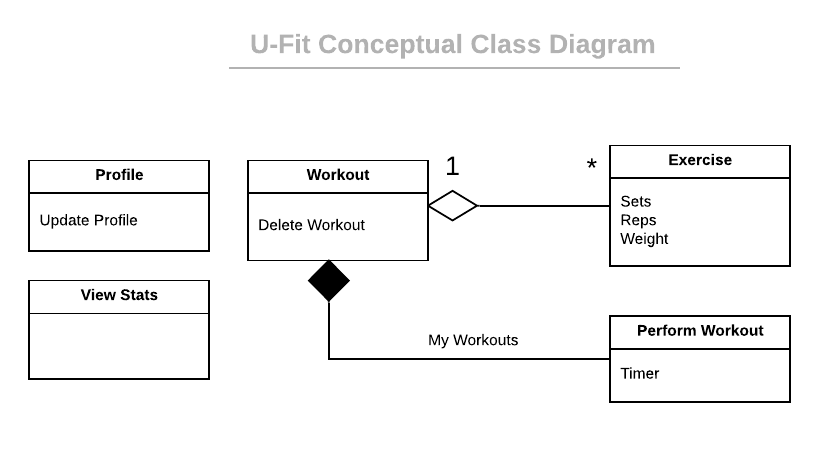 U-Fit Conceptual Class Diagram
Profile
Update Profile
View Stats
Workout
Delete Workout
1
*
Exercise
Sets
Reps
Weight
My Workouts
Perform Workout
Timer